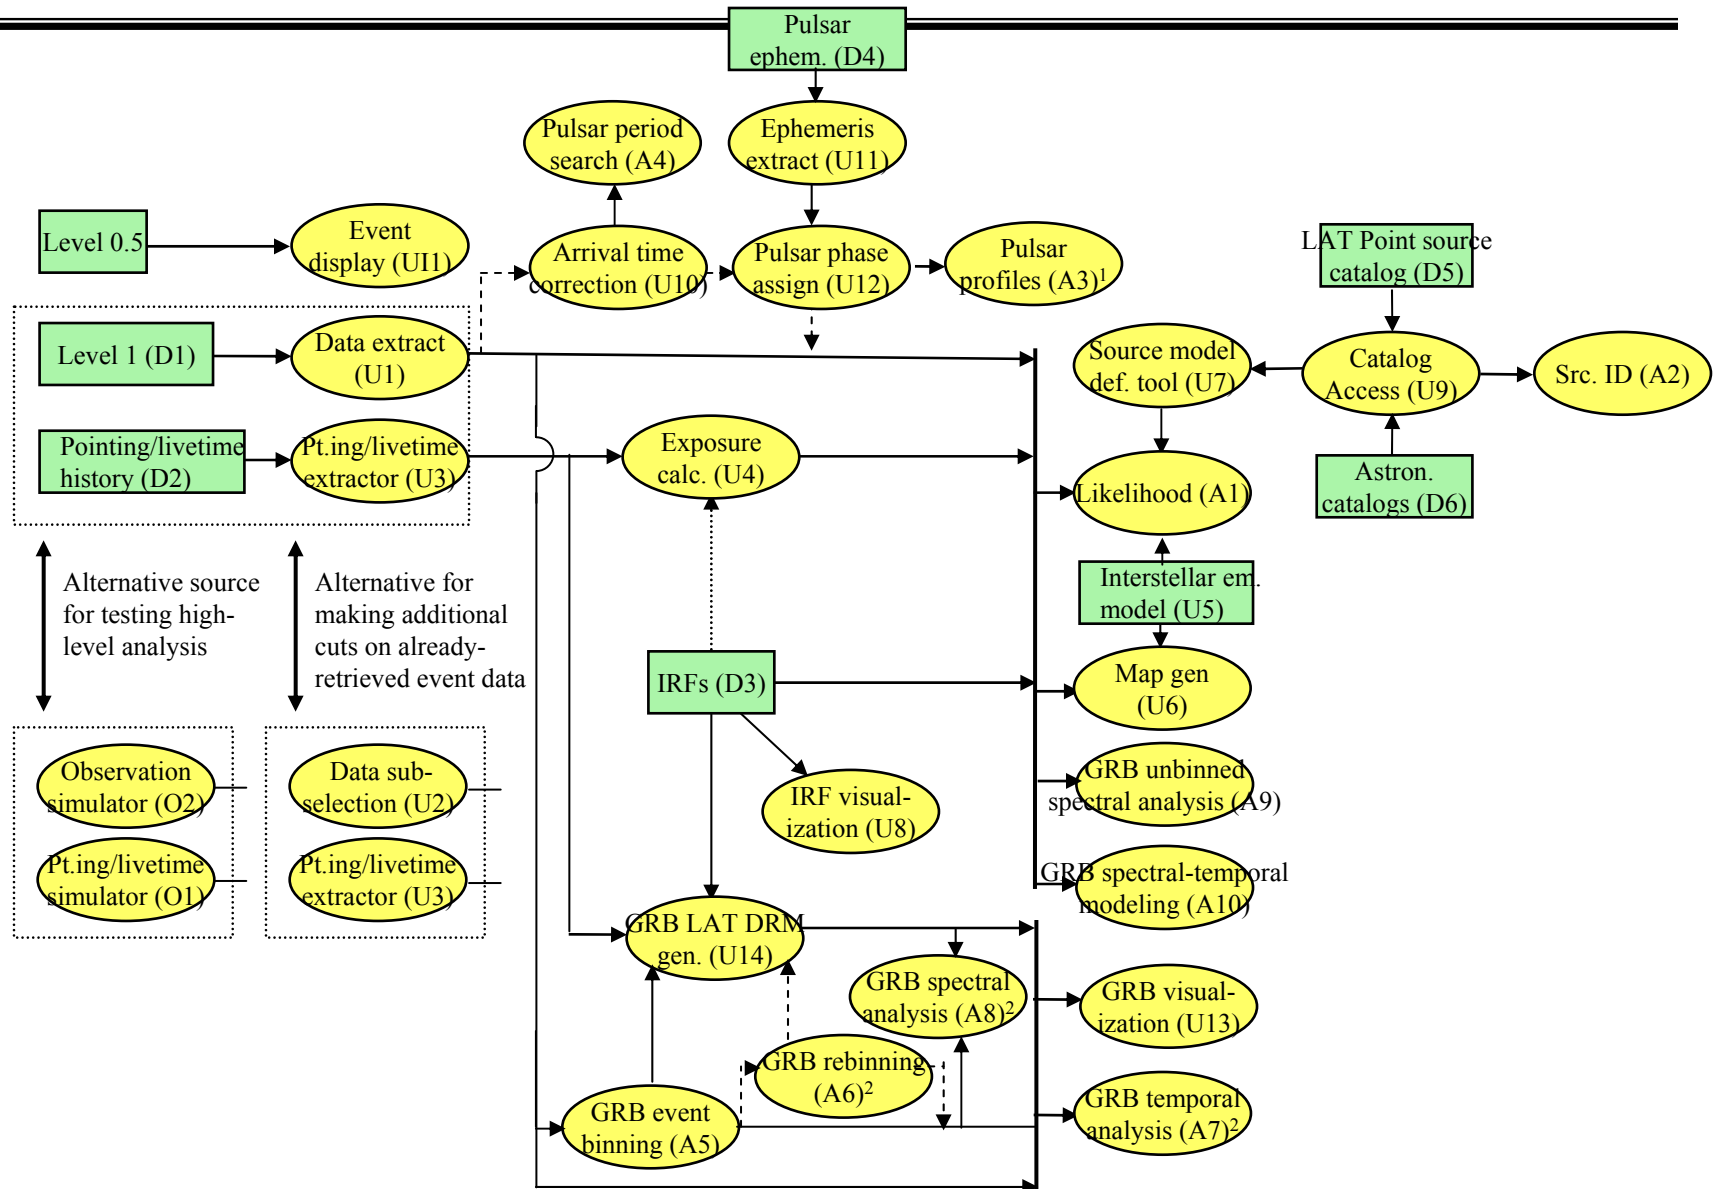 Pulsar
ephem. (D4)
Pulsar period
search (A4)
Ephemeris
extract (U11)
Level 0.5
Event
display (UI1)
Arrival time
correction (U10)
Pulsar phase
assign (U12)
Pulsar
profiles (A3)¹
LAT Point source
catalog (D5)
Level 1 (D1)
Data extract
(U1)
Source model
def. tool (U7)
Catalog
Access (U9)
Src. ID (A2)
Pointing/livetime
history (D2)
Pt.ing/livetime
extractor (U3)
Exposure
calc. (U4)
Likelihood (A1)
Astron.
catalogs (D6)
Alternative source
for testing high-
level analysis
Alternative for
making additional
cuts on already-
retrieved event data
Interstellar em.
model (U5)
IRFs (D3)
Map gen
(U6)
Observation
simulator (O2)
Data sub-
selection (U2)
IRF visual-
ization (U8)
GRB unbinned
spectral analysis (A9)
Pt.ing/livetime
simulator (O1)
Pt.ing/livetime
extractor (U3)
GRB spectral-temporal
modeling (A10)
GRB LAT DRM
gen. (U14)
GRB spectral
analysis (A8)²
GRB visual-
ization (U13)
GRB rebinning
(A6)²
GRB event
binning (A5)
GRB temporal
analysis (A7)²